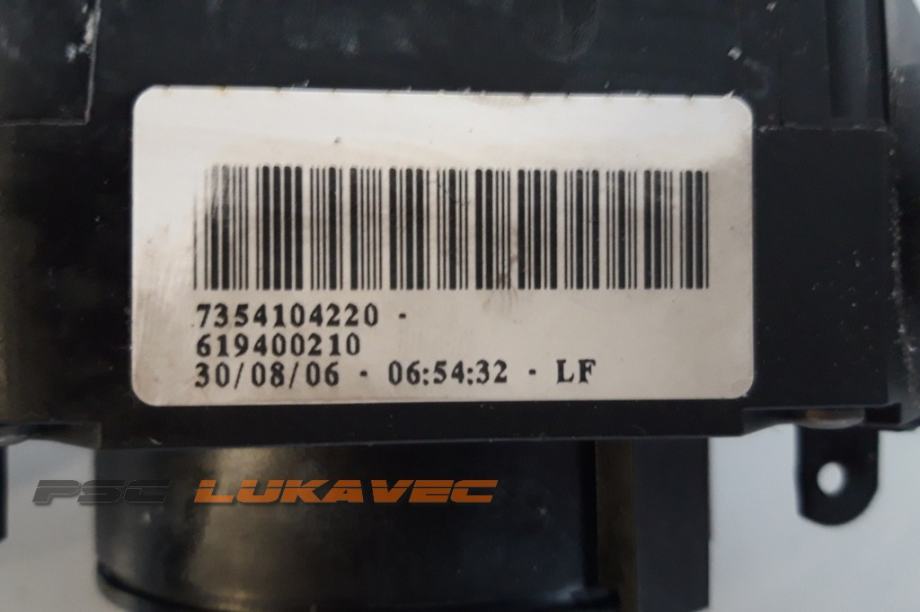 7354104220 -
619400210
30/08/06 - 06:54:32 - LF
PSC LUKAVEC